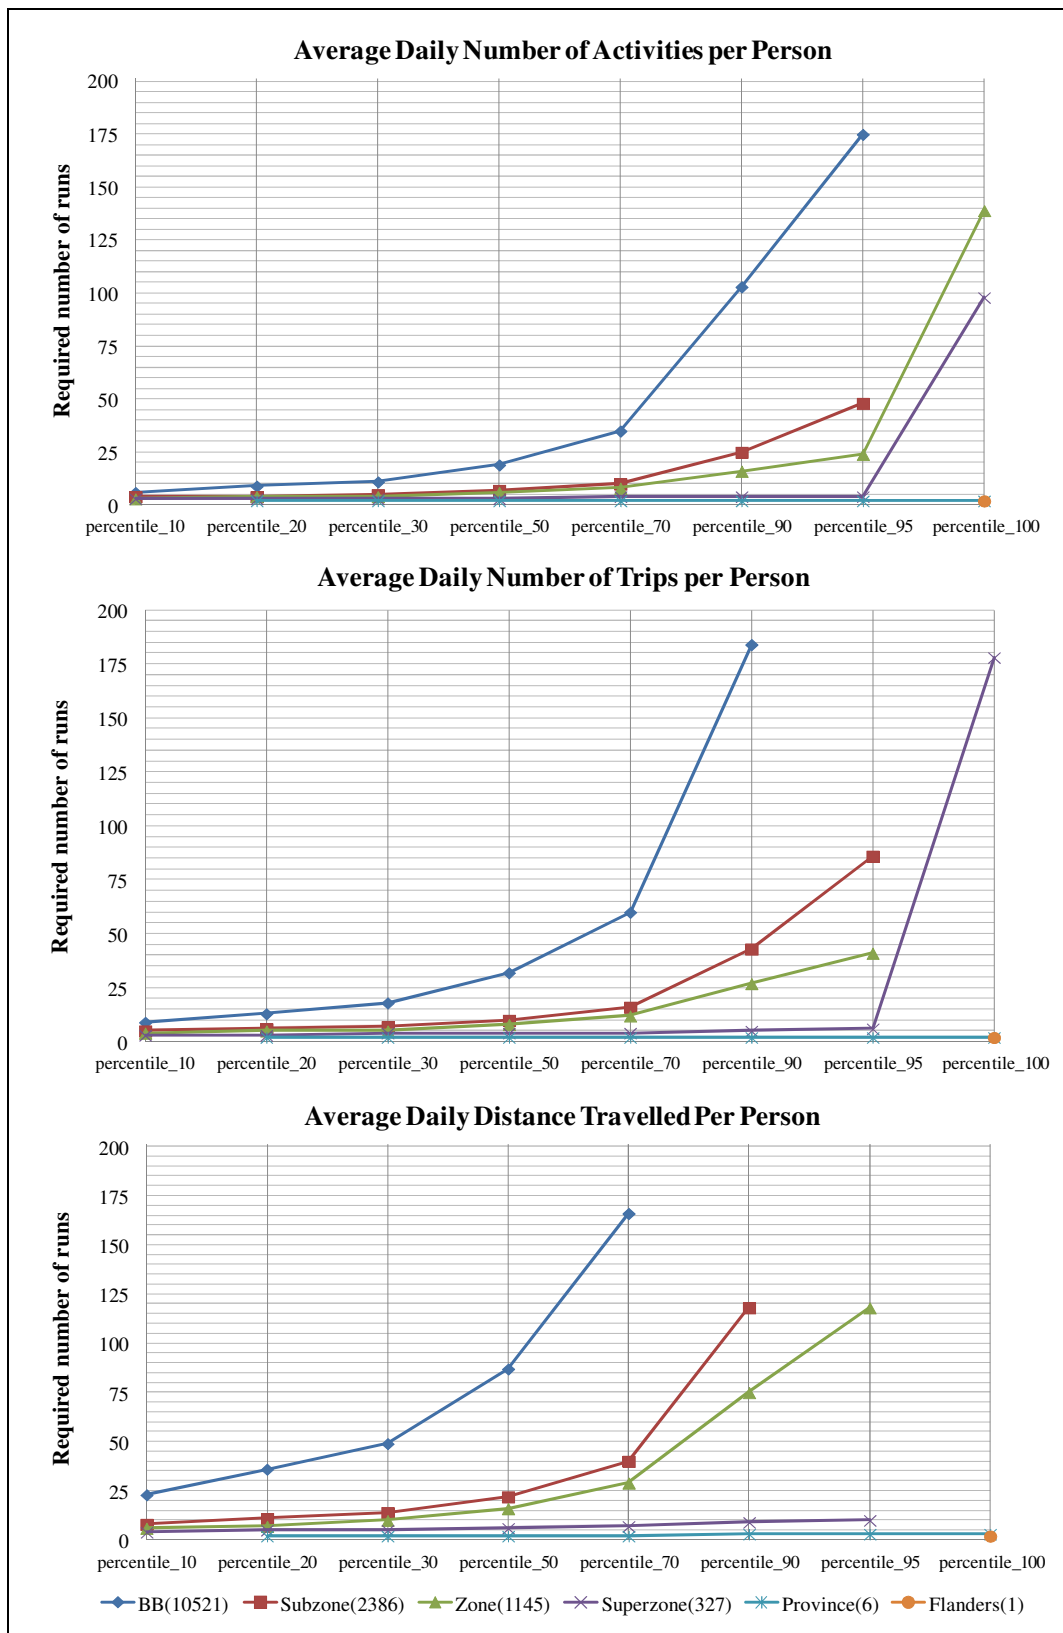 Average Daily Number of Activities per Person
Required number of runs
200
175
150
125
100
75
50
25
0
percentile_10 percentile_20 percentile_30 percentile_50 percentile_70 percentile_90 percentile_95 percentile_100
Average Daily Number of Trips per Person
Required number of runs
200
175
150
125
100
75
50
25
0
percentile_10 percentile_20 percentile_30 percentile_50 percentile_70 percentile_90 percentile_95 percentile_100
Average Daily Distance Travelled Per Person
Required number of runs
200
175
150
125
100
75
50
25
0
percentile_10 percentile_20 percentile_30 percentile_50 percentile_70 percentile_90 percentile_95 percentile_100
BB(10521) Subzone(2386) Zone(1145) Superzone(327) Province(6) Flanders(1)